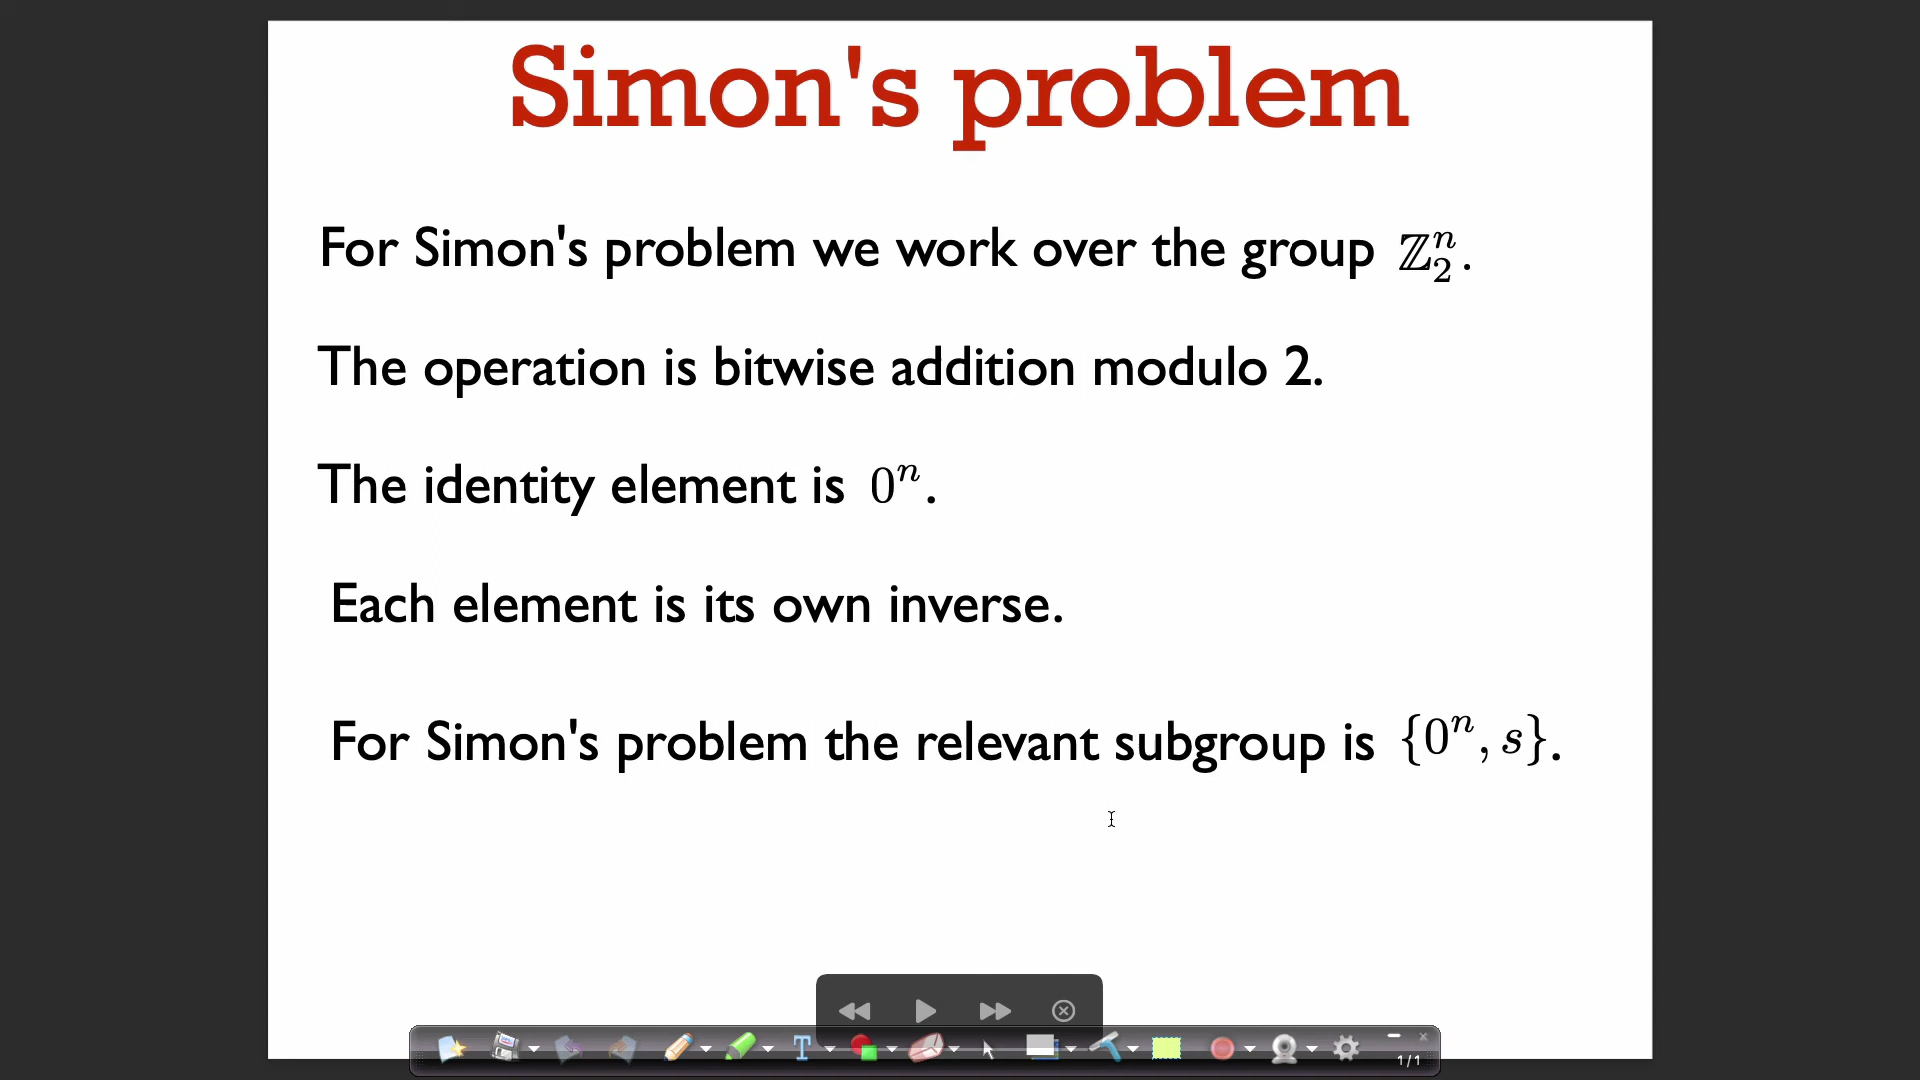 Simon's problem
For Simon's problem we work over the group ℤ₂ⁿ.
The operation is bitwise addition modulo 2.
The identity element is 0ⁿ.
Each element is its own inverse.
For Simon's problem the relevant subgroup is {0ⁿ, s}.
T
1/1